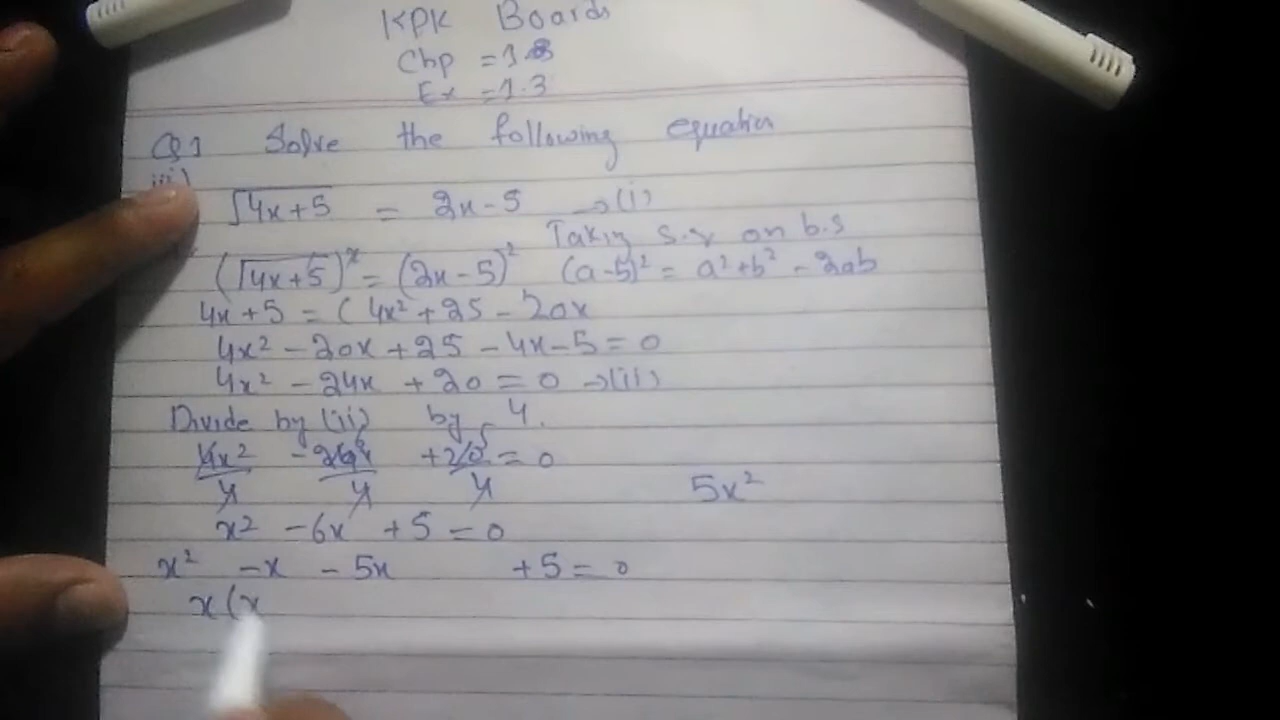 KPK Boards
Chp = 1
Ex = 1.3
Q1 Solve the following equation
iii)
√4x+5 = 2x-5 →(i)
Taking s.r on b.s
(√4x+5)² = (2x-5)² (a-b)² = a²+b² - 2ab
4x+5 = (4x²+25 - 20x
4x² - 20x + 25 - 4x - 5 = 0
4x² - 24x + 20 = 0 →(ii)
Divide by (ii) by 4.
4x²/4 - 24x/4 + 20/4 = 0
5x²
x² - 6x + 5 = 0
x² - x - 5x + 5 = 0
x(x